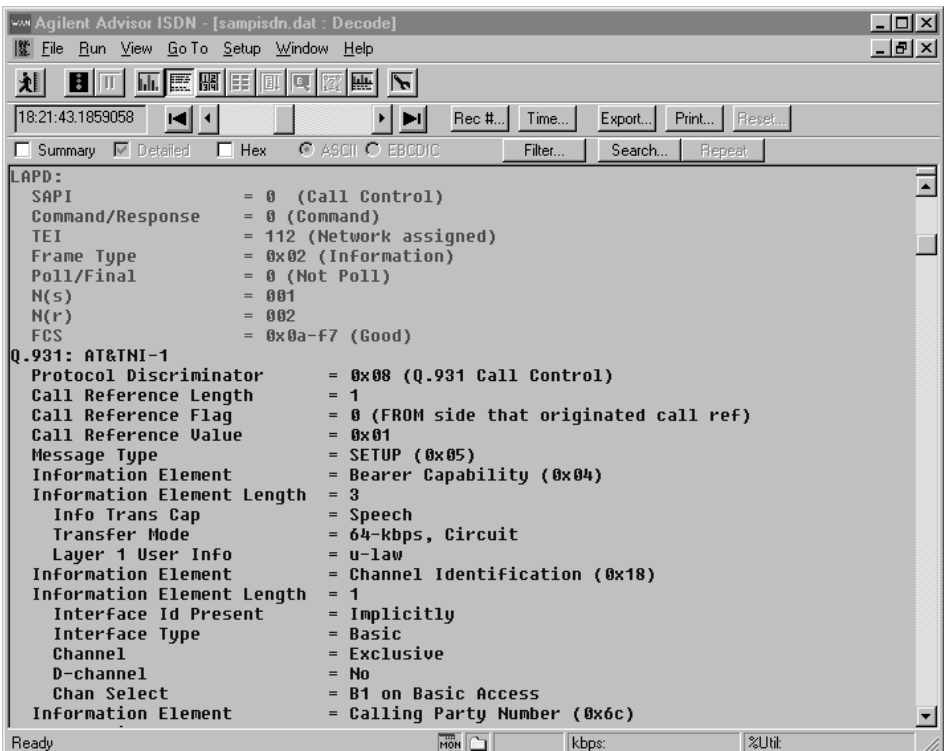 WAN Agilent Advisor ISDN - [sampisdn.dat : Decode]
File Run View Go To Setup Window Help
18:21:43.1859058 Rec #... Time... Export... Print... Reset...
Summary Detailed Hex ASCII EBCDIC Filter... Search... Repeat
LAPD:
SAPI = 0 (Call Control)
Command/Response = 0 (Command)
TEI = 112 (Network assigned)
Frame Type = 0x02 (Information)
Poll/Final = 0 (Not Poll)
N(s) = 001
N(r) = 002
FCS = 0x0a-f7 (Good)
Q.931: AT&TNI-1
Protocol Discriminator = 0x08 (Q.931 Call Control)
Call Reference Length = 1
Call Reference Flag = 0 (FROM side that originated call ref)
Call Reference Value = 0x01
Message Type = SETUP (0x05)
Information Element = Bearer Capability (0x04)
Information Element Length = 3
Info Trans Cap = Speech
Transfer Mode = 64-kbps, Circuit
Layer 1 User Info = u-law
Information Element = Channel Identification (0x18)
Information Element Length = 1
Interface Id Present = Implicitly
Interface Type = Basic
Channel = Exclusive
D-channel = No
Chan Select = B1 on Basic Access
Information Element = Calling Party Number (0x6c)
Ready MON kbps: %Util: